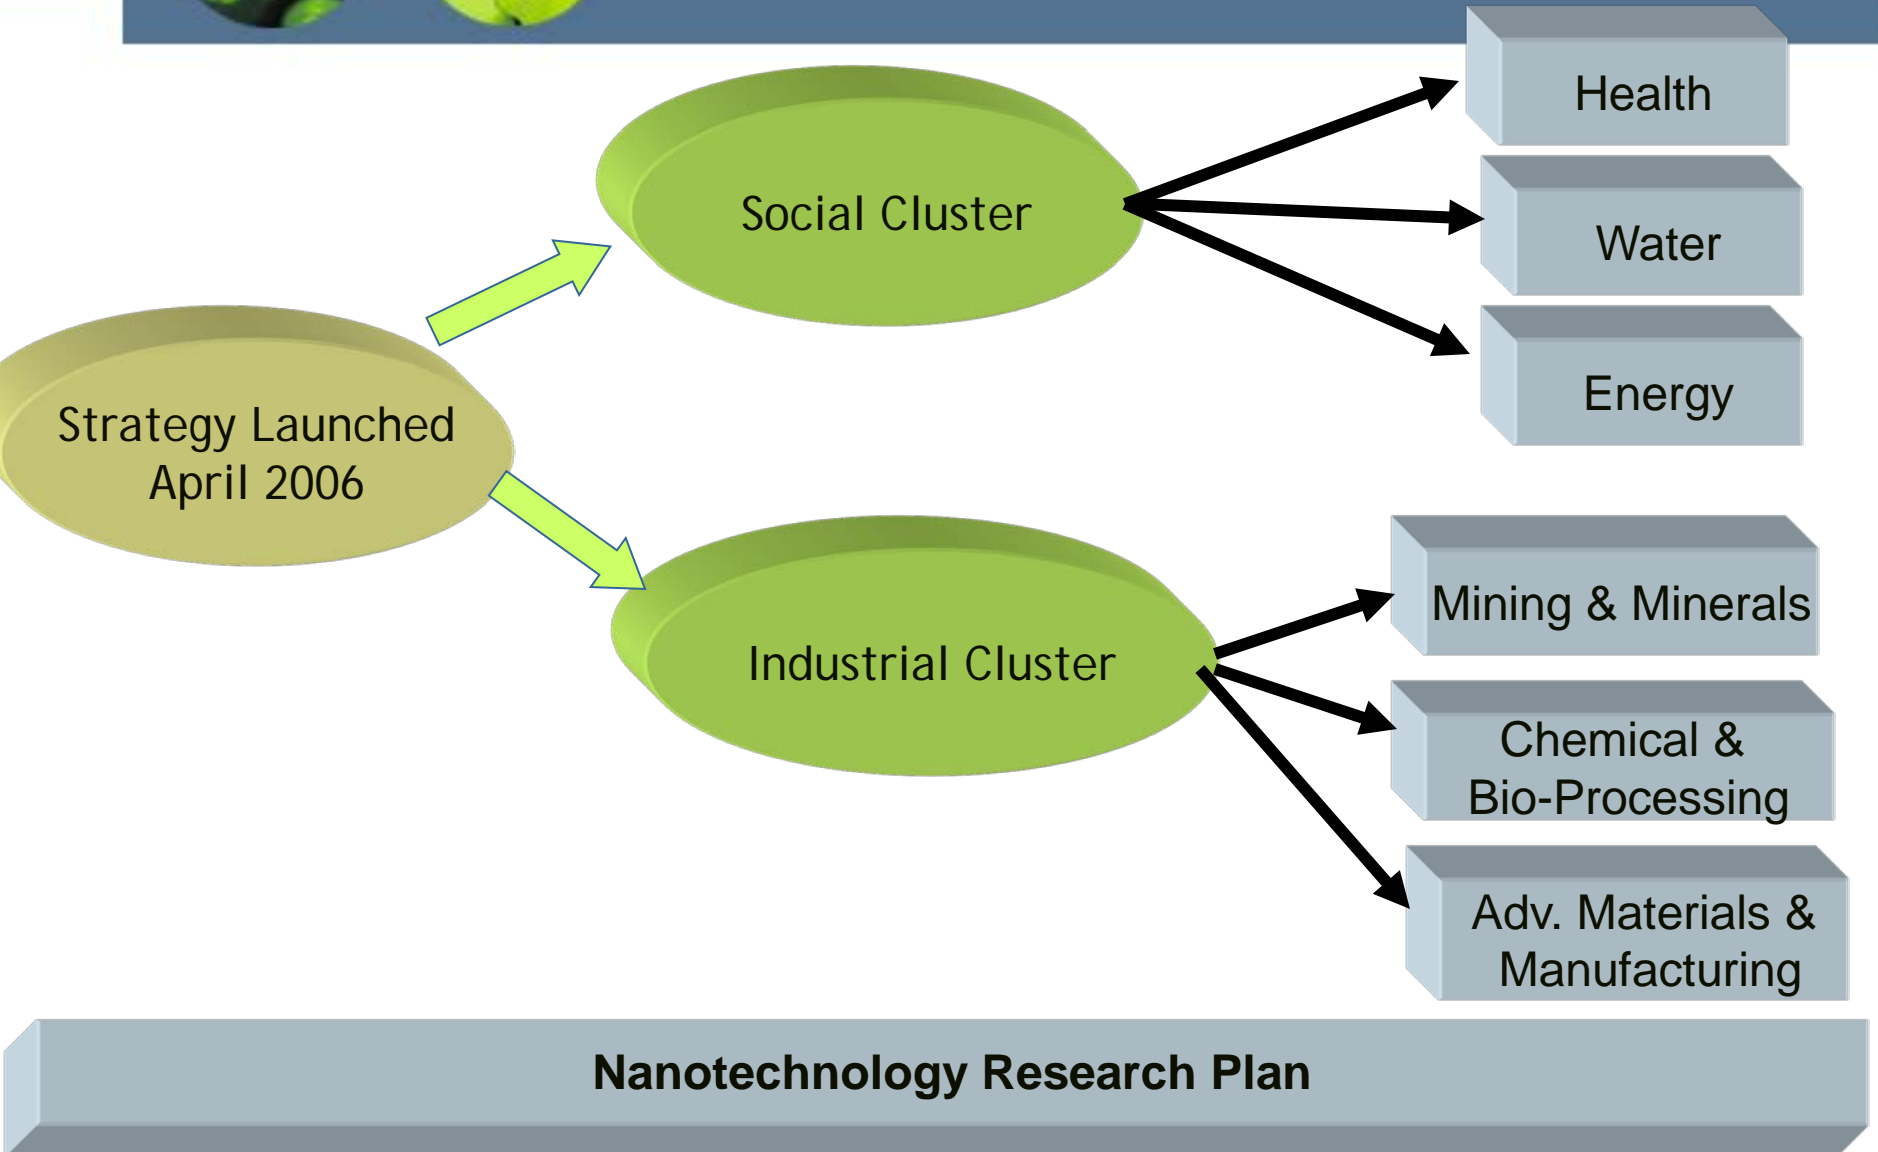 Health
Social Cluster
Water
Energy
Strategy Launched
April 2006
Mining & Minerals
Industrial Cluster
Chemical &
Bio-Processing
Adv. Materials &
Manufacturing
Nanotechnology Research Plan